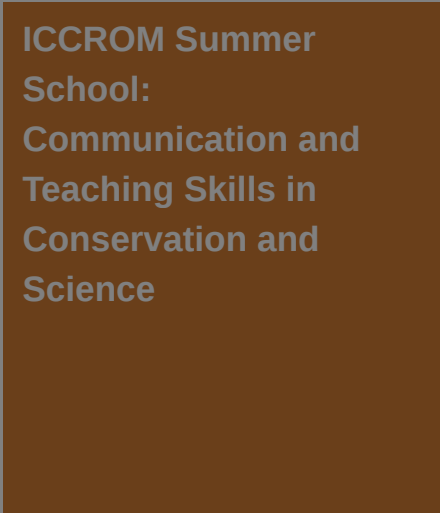 ICCROM Summer
School:
Communication and
Teaching Skills in
Conservation and
Science